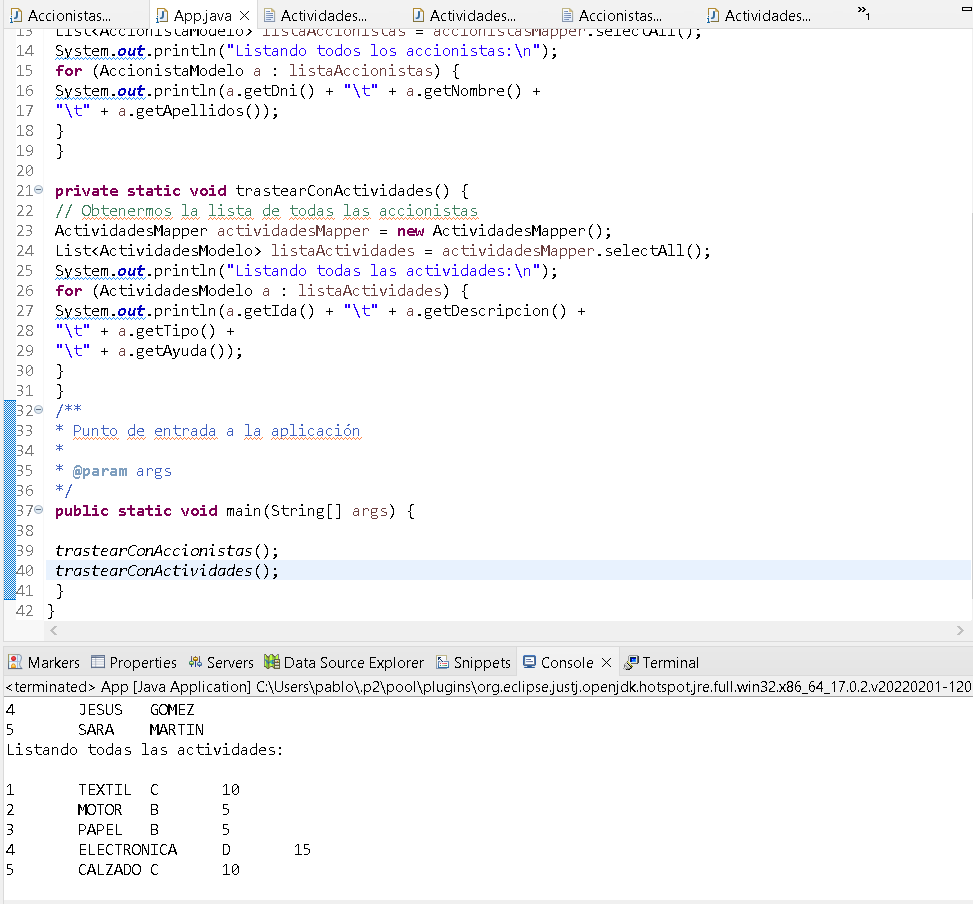 Accionistas... App.java Actividades... Actividades... Accionistas... Actividades... »1
13 List<AccionistaModelo> listaAccionistas = accionistasMapper.selectAll();
14 System.out.println("Listando todos los accionistas:\n");
15 for (AccionistaModelo a : listaAccionistas) {
16 System.out.println(a.getDni() + "\t" + a.getNombre() +
17 "\t" + a.getApellidos());
18 }
19 }
20
21 private static void trastearConActividades() {
22 // Obtenermos la lista de todas las accionistas
23 ActividadesMapper actividadesMapper = new ActividadesMapper();
24 List<ActividadesModelo> listaActividades = actividadesMapper.selectAll();
25 System.out.println("Listando todas las actividades:\n");
26 for (ActividadesModelo a : listaActividades) {
27 System.out.println(a.getIda() + "\t" + a.getDescripcion() +
28 "\t" + a.getTipo() +
29 "\t" + a.getAyuda());
30 }
31 }
32 /**
33 * Punto de entrada a la aplicación
34 *
35 * @param args
36 */
37 public static void main(String[] args) {
38
39 trastearConAccionistas();
40 trastearConActividades();
41 }
42 }
Markers Properties Servers Data Source Explorer Snippets Console Terminal
<terminated> App [Java Application] C:\Users\pablo\.p2\pool\plugins\org.eclipse.justj.openjdk.hotspot.jre.full.win32.x86_64_17.0.2.v20220201-120
4 JESUS GOMEZ
5 SARA MARTIN
Listando todas las actividades:
1 TEXTIL C 10
2 MOTOR B 5
3 PAPEL B 5
4 ELECTRONICA D 15
5 CALZADO C 10